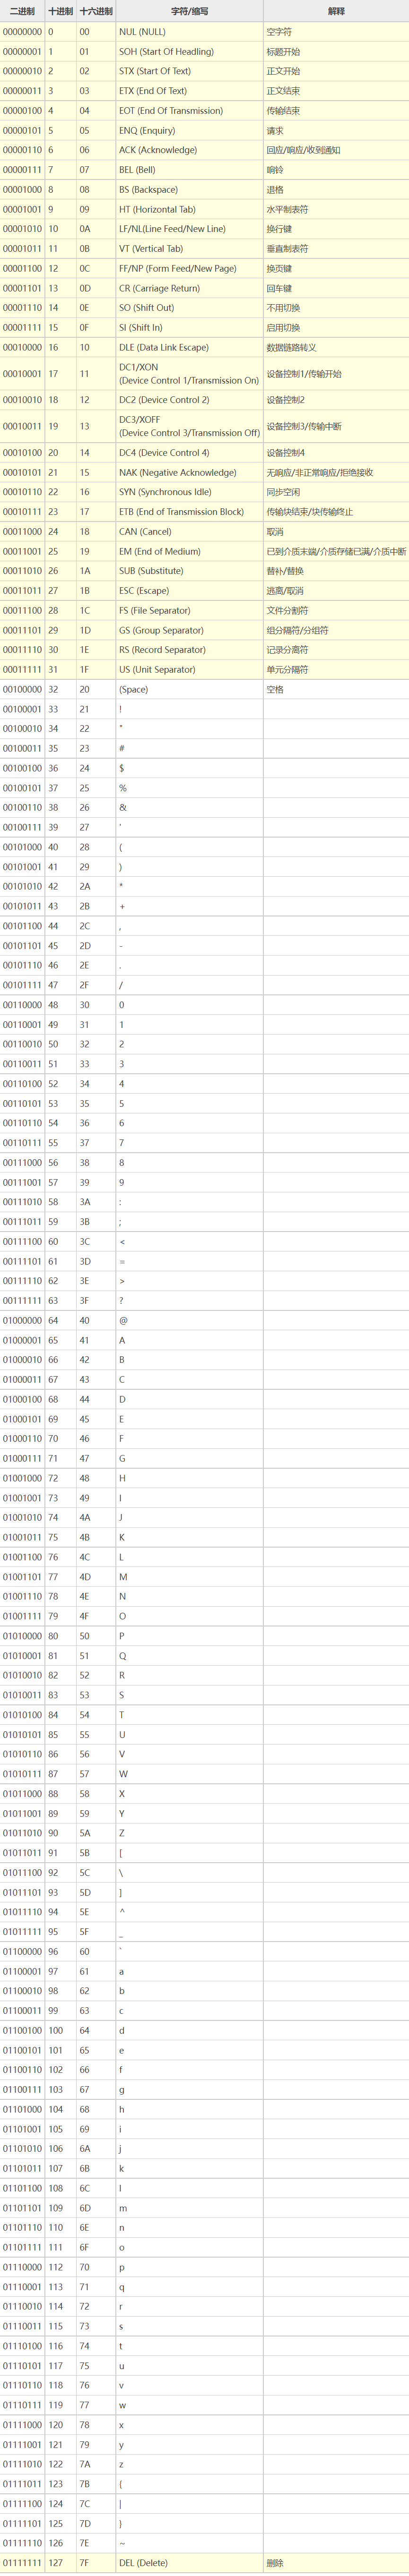 二进制 十进制 十六进制 字符/缩写 解释
00000000 0 00 NUL (NULL) 空字符
00000001 1 01 SOH (Start Of Headling) 标题开始
00000010 2 02 STX (Start Of Text) 正文开始
00000011 3 03 ETX (End Of Text) 正文结束
00000100 4 04 EOT (End Of Transmission) 传输结束
00000101 5 05 ENQ (Enquiry) 请求
00000110 6 06 ACK (Acknowledge) 回应/响应/收到通知
00000111 7 07 BEL (Bell) 响铃
00001000 8 08 BS (Backspace) 退格
00001001 9 09 HT (Horizontal Tab) 水平制表符
00001010 10 0A LF/NL(Line Feed/New Line) 换行键
00001011 11 0B VT (Vertical Tab) 垂直制表符
00001100 12 0C FF/NP (Form Feed/New Page) 换页键
00001101 13 0D CR (Carriage Return) 回车键
00001110 14 0E SO (Shift Out) 不用切换
00001111 15 0F SI (Shift In) 启用切换
00010000 16 10 DLE (Data Link Escape) 数据链路转义
00010001 17 11 DC1/XON
(Device Control 1/Transmission On) 设备控制1/传输开始
00010010 18 12 DC2 (Device Control 2) 设备控制2
00010011 19 13 DC3/XOFF
(Device Control 3/Transmission Off) 设备控制3/传输中断
00010100 20 14 DC4 (Device Control 4) 设备控制4
00010101 21 15 NAK (Negative Acknowledge) 无响应/非正常响应/拒绝接收
00010110 22 16 SYN (Synchronous Idle) 同步空闲
00010111 23 17 ETB (End of Transmission Block) 传输块结束/块传输终止
00011000 24 18 CAN (Cancel) 取消
00011001 25 19 EM (End of Medium) 已到介质末端/介质存储已满/介质中断
00011010 26 1A SUB (Substitute) 替补/替换
00011011 27 1B ESC (Escape) 逃离/取消
00011100 28 1C FS (File Separator) 文件分割符
00011101 29 1D GS (Group Separator) 组分隔符/分组符
00011110 30 1E RS (Record Separator) 记录分离符
00011111 31 1F US (Unit Separator) 单元分隔符
00100000 32 20 (Space) 空格
00100001 33 21 !
00100010 34 22 "
00100011 35 23 #
00100100 36 24 $
00100101 37 25 %
00100110 38 26 &
00100111 39 27 '
00101000 40 28 (
00101001 41 29 )
00101010 42 2A *
00101011 43 2B +
00101100 44 2C ,
00101101 45 2D -
00101110 46 2E .
00101111 47 2F /
00110000 48 30 0
00110001 49 31 1
00110010 50 32 2
00110011 51 33 3
00110100 52 34 4
00110101 53 35 5
00110110 54 36 6
00110111 55 37 7
00111000 56 38 8
00111001 57 39 9
00111010 58 3A :
00111011 59 3B ;
00111100 60 3C <
00111101 61 3D =
00111110 62 3E >
00111111 63 3F ?
01000000 64 40 @
01000001 65 41 A
01000010 66 42 B
01000011 67 43 C
01000100 68 44 D
01000101 69 45 E
01000110 70 46 F
01000111 71 47 G
01001000 72 48 H
01001001 73 49 I
01001010 74 4A J
01001011 75 4B K
01001100 76 4C L
01001101 77 4D M
01001110 78 4E N
01001111 79 4F O
01010000 80 50 P
01010001 81 51 Q
01010010 82 52 R
01010011 83 53 S
01010100 84 54 T
01010101 85 55 U
01010110 86 56 V
01010111 87 57 W
01011000 88 58 X
01011001 89 59 Y
01011010 90 5A Z
01011011 91 5B [
01011100 92 5C \
01011101 93 5D ]
01011110 94 5E ^
01011111 95 5F _
01100000 96 60 `
01100001 97 61 a
01100010 98 62 b
01100011 99 63 c
01100100 100 64 d
01100101 101 65 e
01100110 102 66 f
01100111 103 67 g
01101000 104 68 h
01101001 105 69 i
01101010 106 6A j
01101011 107 6B k
01101100 108 6C l
01101101 109 6D m
01101110 110 6E n
01101111 111 6F o
01110000 112 70 p
01110001 113 71 q
01110010 114 72 r
01110011 115 73 s
01110100 116 74 t
01110101 117 75 u
01110110 118 76 v
01110111 119 77 w
01111000 120 78 x
01111001 121 79 y
01111010 122 7A z
01111011 123 7B {
01111100 124 7C |
01111101 125 7D }
01111110 126 7E ~
01111111 127 7F DEL (Delete) 删除